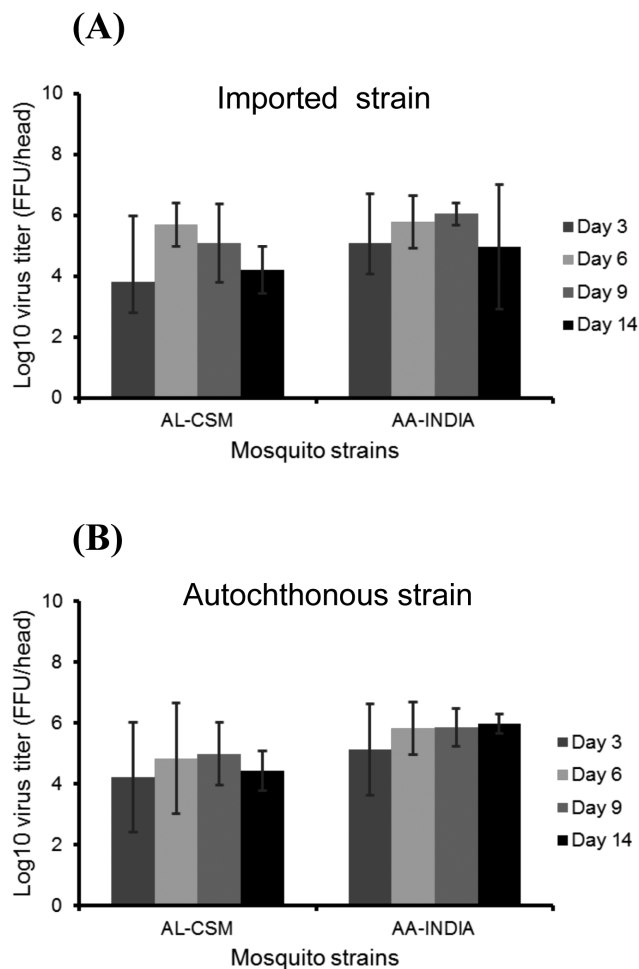 (A)
Imported strain
Log10 virus titer (FFU/head)
10
8
6
4
2
0
AL-CSM AA-INDIA
Mosquito strains
Day 3
Day 6
Day 9
Day 14
(B)
Autochthonous strain
Log10 virus titer (FFU/head)
10
8
6
4
2
0
AL-CSM AA-INDIA
Mosquito strains
Day 3
Day 6
Day 9
Day 14